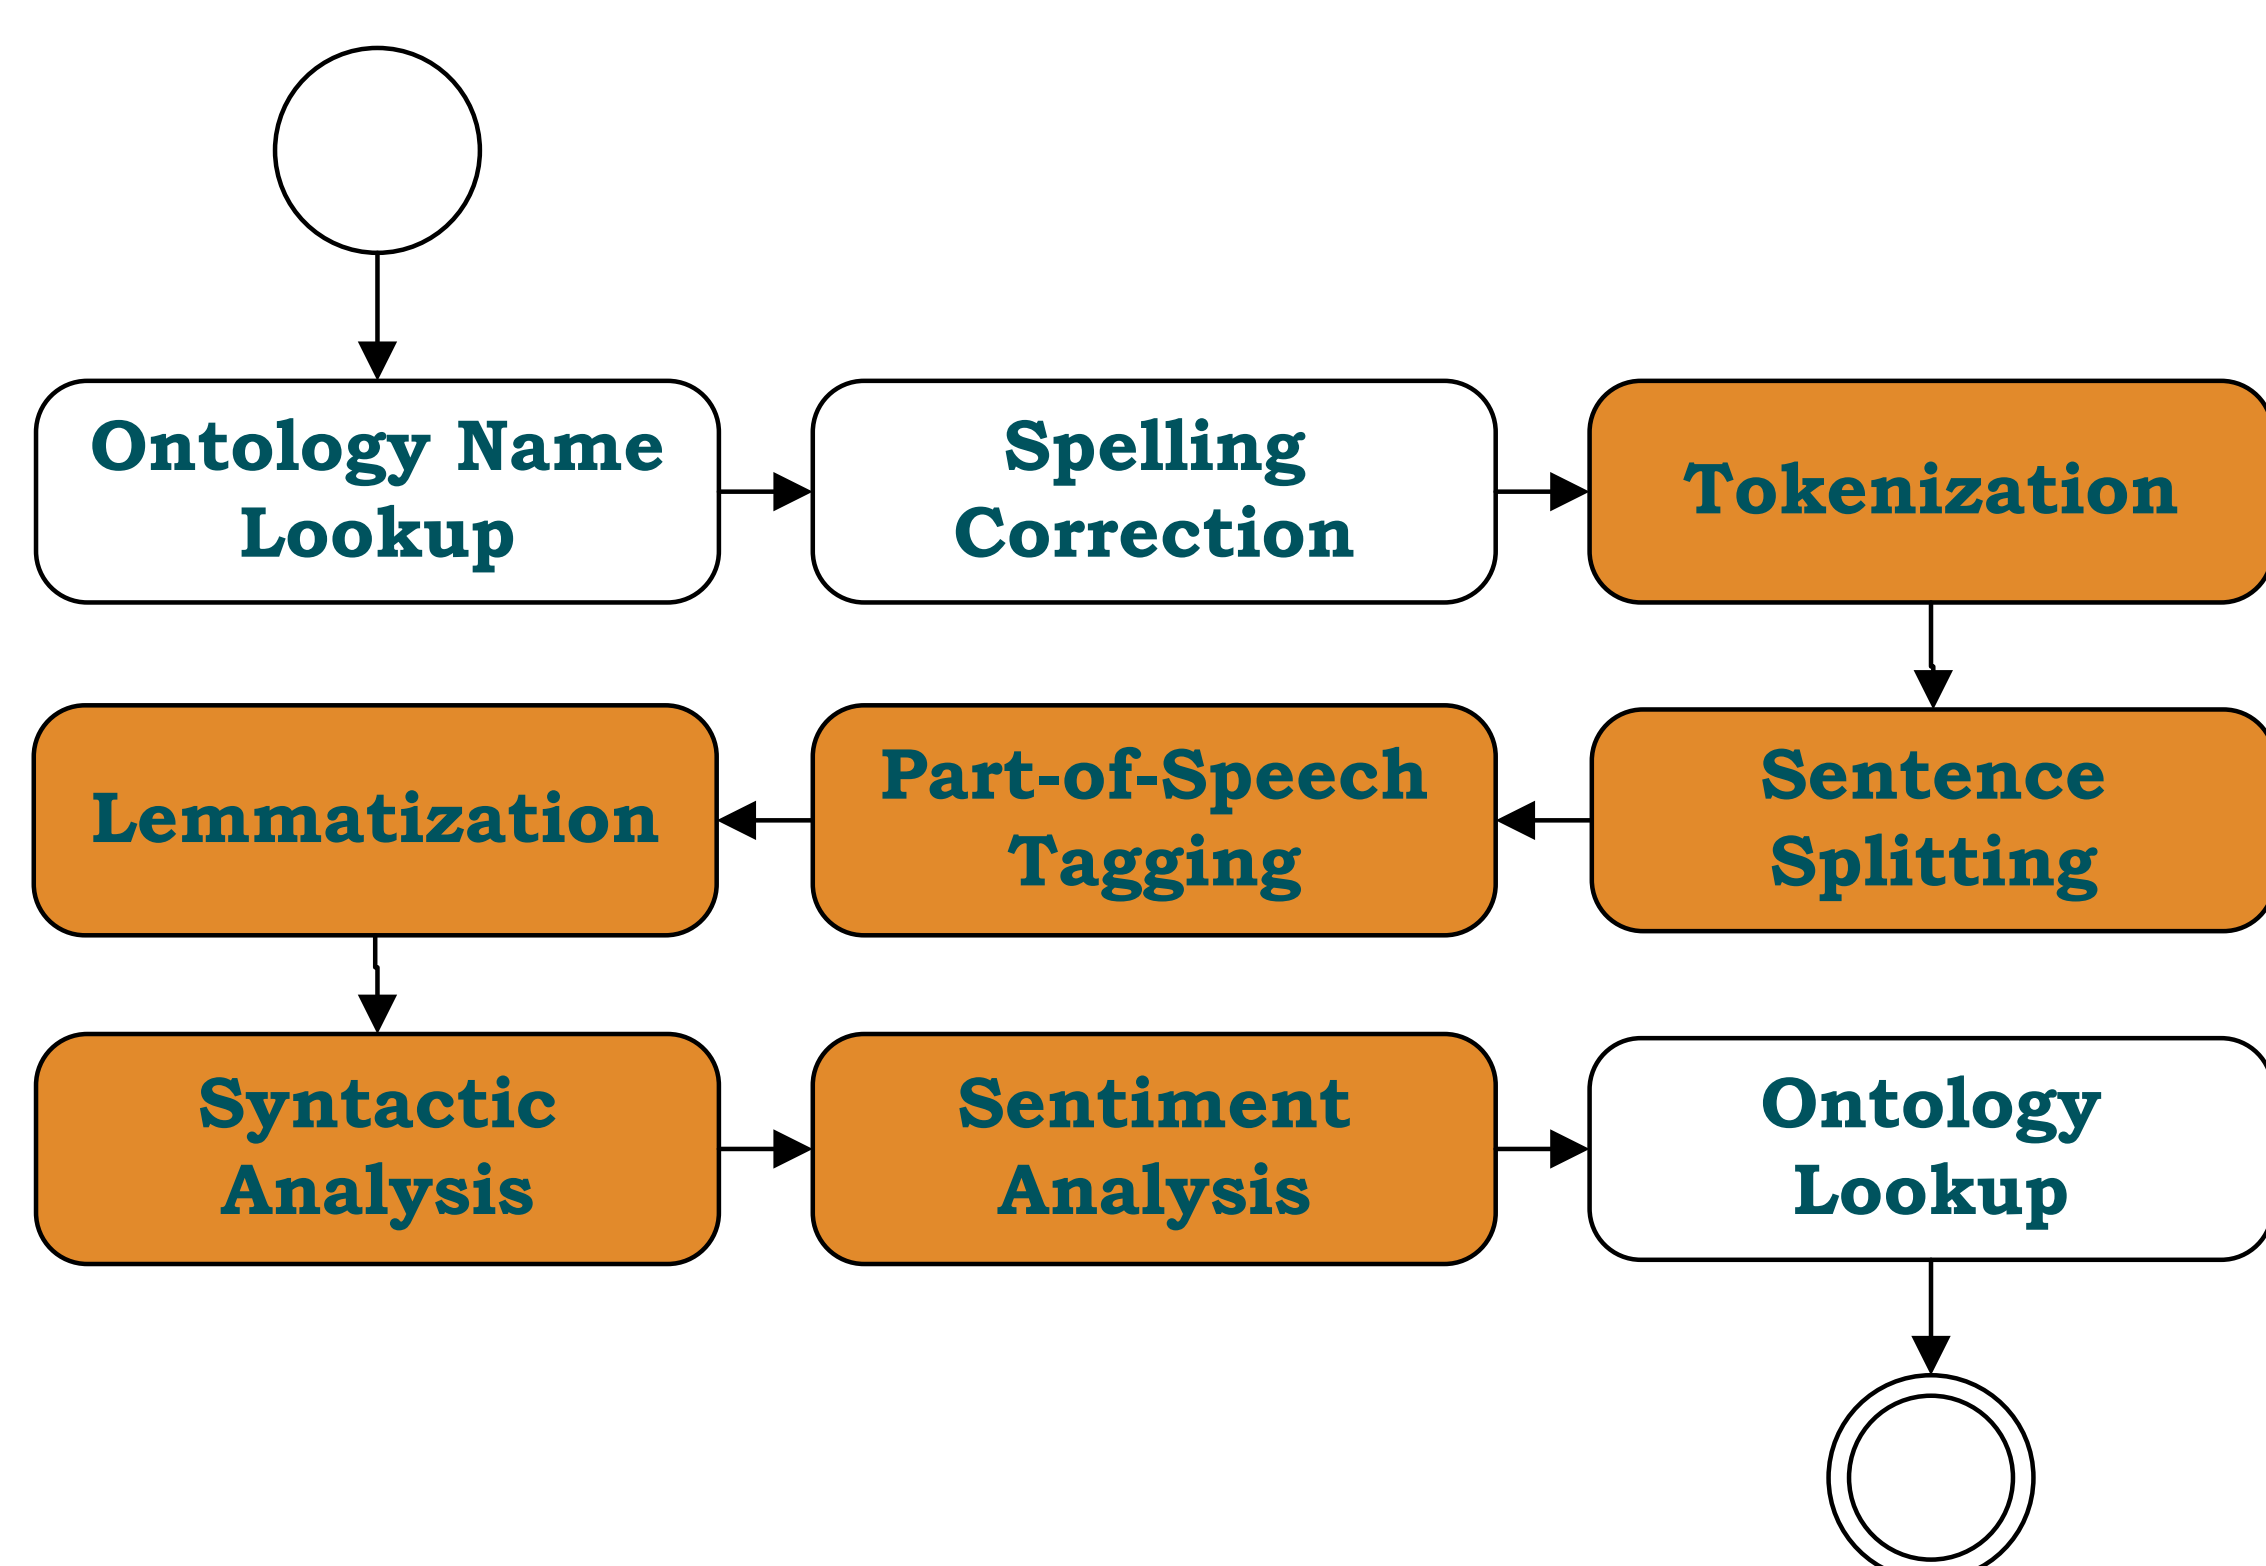 Ontology Name
Lookup
Spelling
Correction
Tokenization
Lemmatization
Part-of-Speech
Tagging
Sentence
Splitting
Syntactic
Analysis
Sentiment
Analysis
Ontology
Lookup